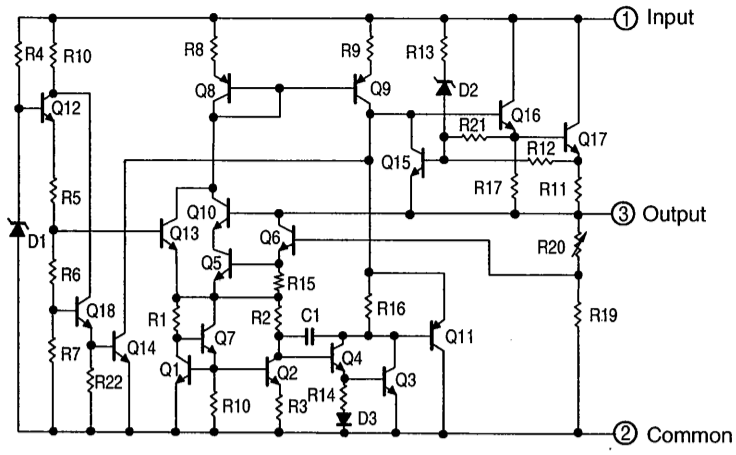 1 Input
R4
R10
R8
R9
R13
Q12
Q8
Q9
D2
Q16
R21
Q17
Q15
R12
R5
R17
R11
Q10
3 Output
D1
Q13
Q6
R20
Q5
R6
R15
Q18
R1
R2
C1
R16
R19
Q7
Q11
R7
Q14
Q4
Q1
Q2
Q3
R22
R14
R10
R3
D3
2 Common